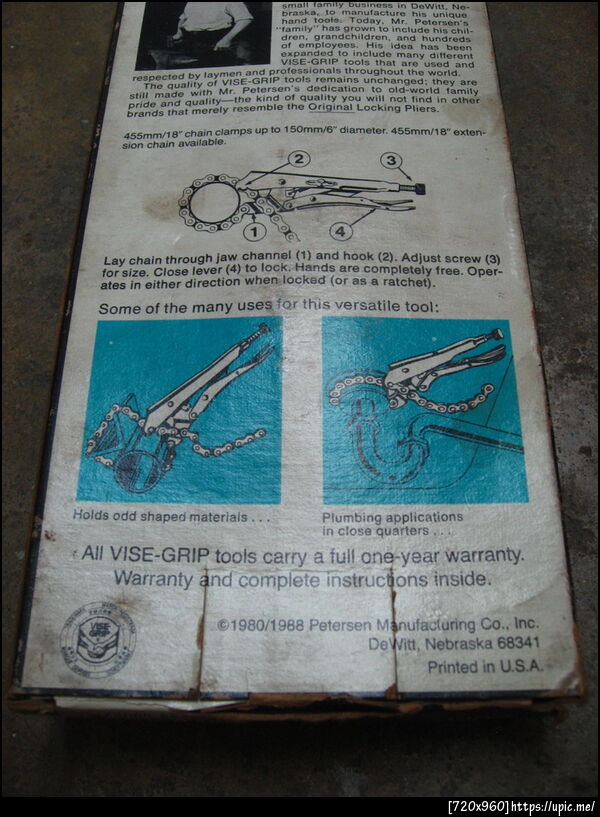 small family business in DeWitt, Ne-
braska, to manufacture his unique
hand tools. Today, Mr. Petersen's
"family" has grown to include his chil-
dren, grandchildren, and hundreds
of employees. His idea has been
expanded to include many different
VISE-GRIP tools that are used and
respected by laymen and professionals throughout the world.
The quality of VISE-GRIP tools remains unchanged; they are
still made with Mr. Petersen's dedication to old-world family
pride and quality—the kind of quality you will not find in other
brands that merely resemble the Original Locking Pliers.
455mm/18" chain clamps up to 150mm/6" diameter. 455mm/18" exten-
sion chain available.
2
3
1
4
Lay chain through jaw channel (1) and hook (2). Adjust screw (3)
for size. Close lever (4) to lock. Hands are completely free. Oper-
ates in either direction when locked (or as a ratchet).
Some of the many uses for this versatile tool:
Holds odd shaped materials . . .
Plumbing applications
in close quarters . . .
All VISE-GRIP tools carry a full one-year warranty.
Warranty and complete instructions inside.
VISE
GRIP
©1980/1988 Petersen Manufacturing Co., Inc.
DeWitt, Nebraska 68341
Printed in U.S.A.
[720x960]https://upic.me/